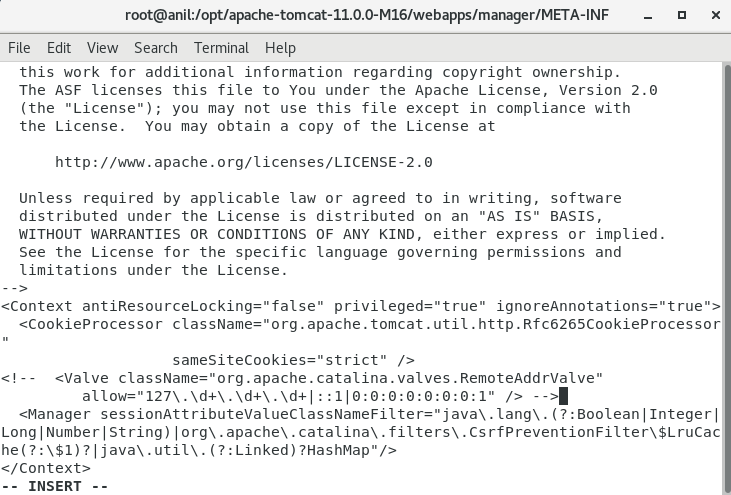 root@anil:/opt/apache-tomcat-11.0.0-M16/webapps/manager/META-INF
File Edit View Search Terminal Help
this work for additional information regarding copyright ownership.
The ASF licenses this file to You under the Apache License, Version 2.0
(the "License"); you may not use this file except in compliance with
the License.  You may obtain a copy of the License at
http://www.apache.org/licenses/LICENSE-2.0
Unless required by applicable law or agreed to in writing, software
distributed under the License is distributed on an "AS IS" BASIS,
WITHOUT WARRANTIES OR CONDITIONS OF ANY KIND, either express or implied.
See the License for the specific language governing permissions and
limitations under the License.
-->
<Context antiResourceLocking="false" privileged="true" ignoreAnnotations="true">
  <CookieProcessor className="org.apache.tomcat.util.http.Rfc6265CookieProcessor
"
                   sameSiteCookies="strict" />
<!--  <Valve className="org.apache.catalina.valves.RemoteAddrValve"
         allow="127\.\d+\.\d+\.\d+|::1|0:0:0:0:0:0:0:1" /> -->
  <Manager sessionAttributeValueClassNameFilter="java\.lang\.(?:Boolean|Integer|
Long|Number|String)|org\.apache\.catalina\.filters\.CsrfPreventionFilter\$LruCac
he(?:\$1)?|java\.util\.(?:Linked)?HashMap"/>
</Context>
-- INSERT --